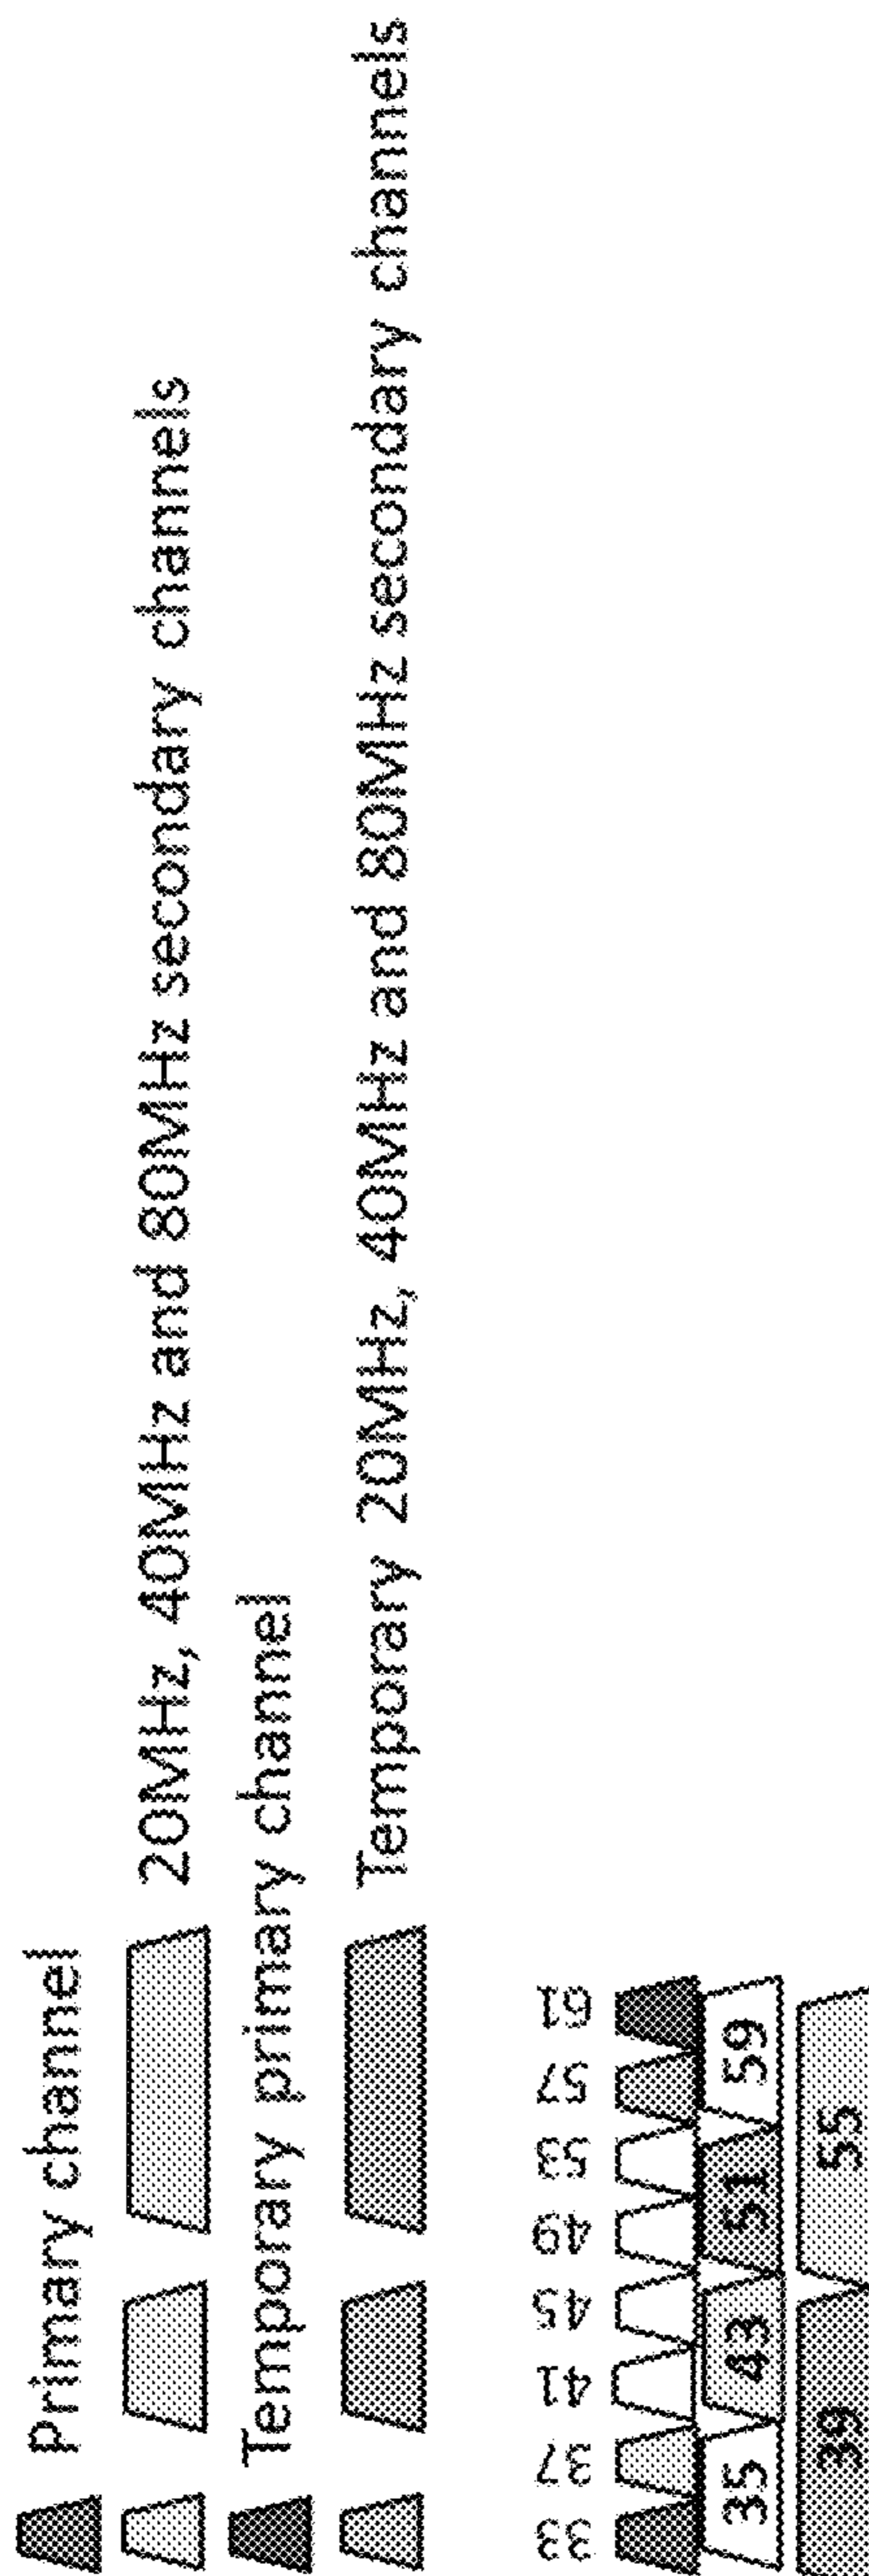 Primary channel
20MHz, 40MHz and 80MHz secondary channels
Temporary primary channel
Temporary 20MHz, 40MHz and 80MHz secondary channels
33 37 41 45 49 53 57 61
35 43 51 59
39 55